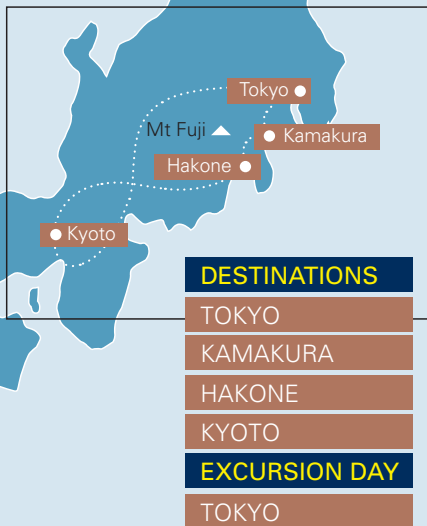 Tokyo
Mt Fuji
Kamakura
Hakone
Kyoto
DESTINATIONS
TOKYO
KAMAKURA
HAKONE
KYOTO
EXCURSION DAY
TOKYO